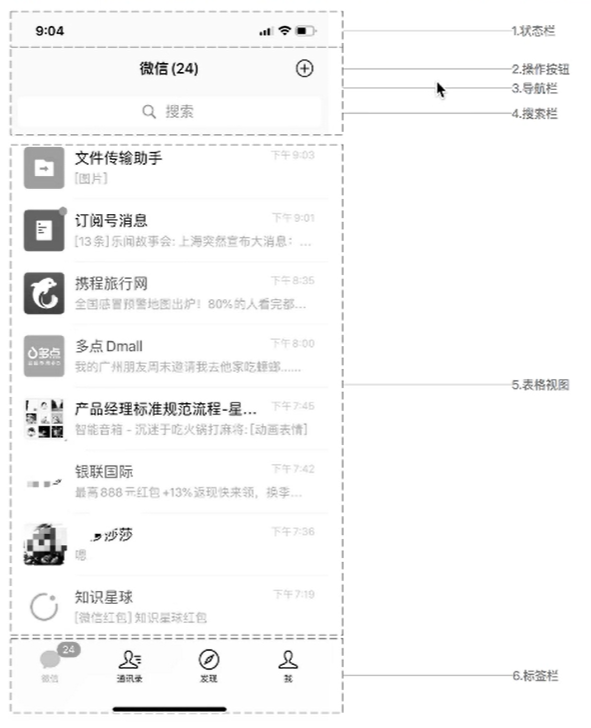 9:04
1.状态栏
微信(24)
2.操作按钮
3.导航栏
搜索
4.搜索栏
文件传输助手
下午9:03
[图片]
订阅号消息
下午9:01
[13条]乐闻故事会: 上海突然宣布大消息: ...
携程旅行网
下午8:35
全国感冒预警地图出炉！80%的人看完都...
多点
多点Dmall
下午8:00
我的广州朋友周末邀请我去他家吃蟑螂......
5.表格视图
产品经理标准规范流程-星...
下午7:45
智能音箱 - 沉迷于吃火锅打麻将: [动画表情]
银联国际
下午7:42
最高888元红包+13%返现快来领，换季...
沙莎
下午7:36
嗯
知识星球
下午7:19
[微信红包] 知识星球红包
24
微信
通讯录
发现
我
6.标签栏